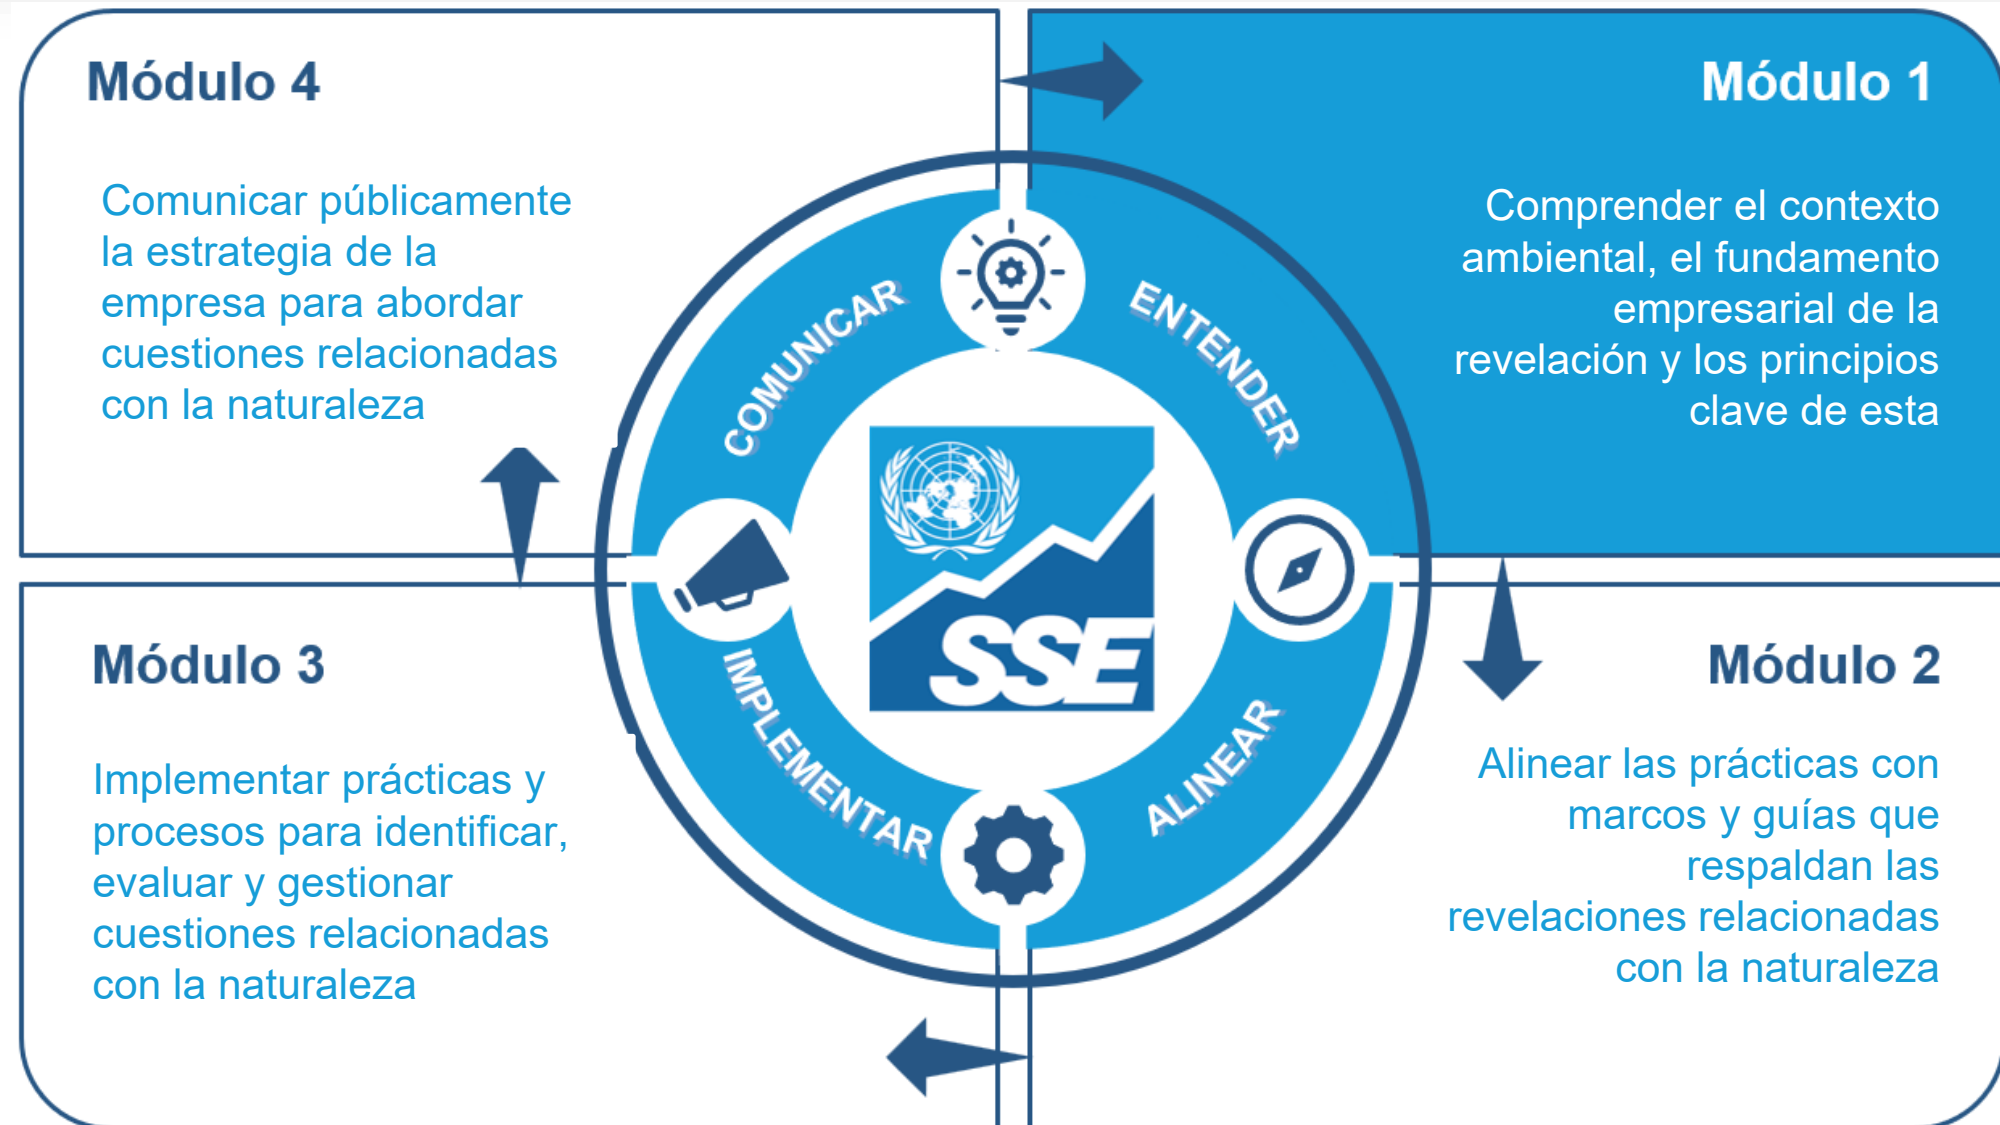 Módulo 4
Comunicar públicamente
la estrategia de la
empresa para abordar
cuestiones relacionadas
con la naturaleza
Módulo 1
Comprender el contexto
ambiental, el fundamento
empresarial de la
revelación y los principios
clave de esta
COMUNICAR
ENTENDER
SSE
IMPLEMENTAR
ALINEAR
Módulo 3
Implementar prácticas y
procesos para identificar,
evaluar y gestionar
cuestiones relacionadas
con la naturaleza
Módulo 2
Alinear las prácticas con
marcos y guías que
respaldan las
revelaciones relacionadas
con la naturaleza